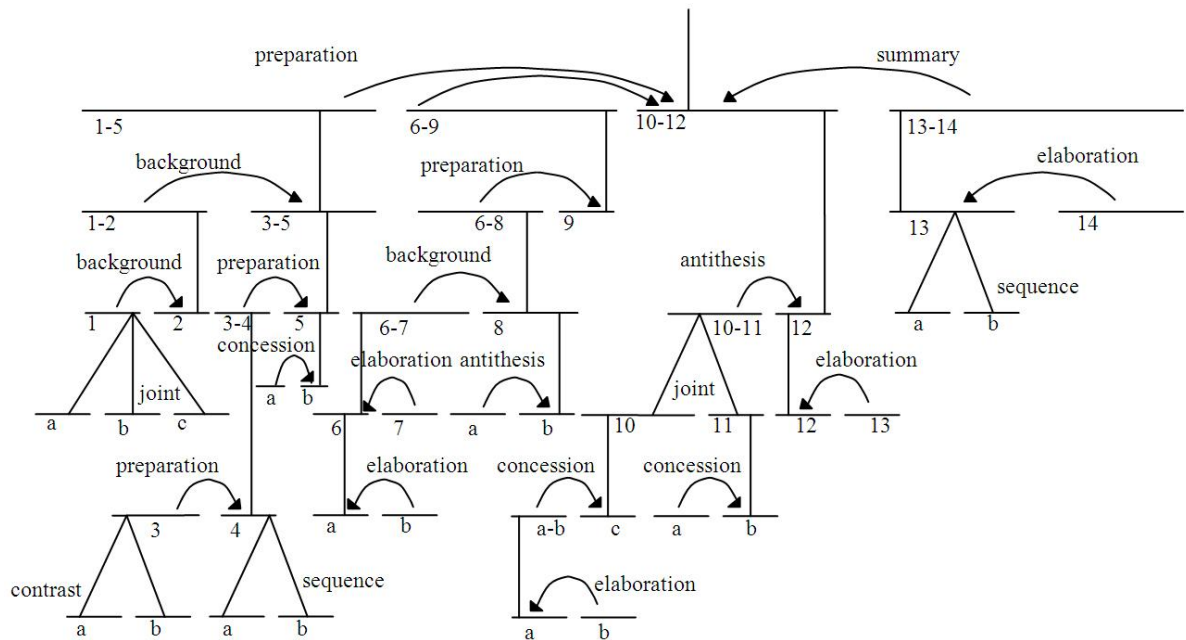 preparation
summary
1-5
6-9
10-12
13-14
background
preparation
elaboration
1-2
3-5
6-8
9
13
14
background
preparation
background
antithesis
sequence
1
2
3-4
5
6-7
8
10-11
12
a
b
concession
elaboration
antithesis
elaboration
joint
a
b
joint
a
b
c
6
7
a
b
10
11
12
13
preparation
elaboration
concession
concession
3
4
a
b
a-b
c
a
b
contrast
sequence
elaboration
a
b
a
b
a
b